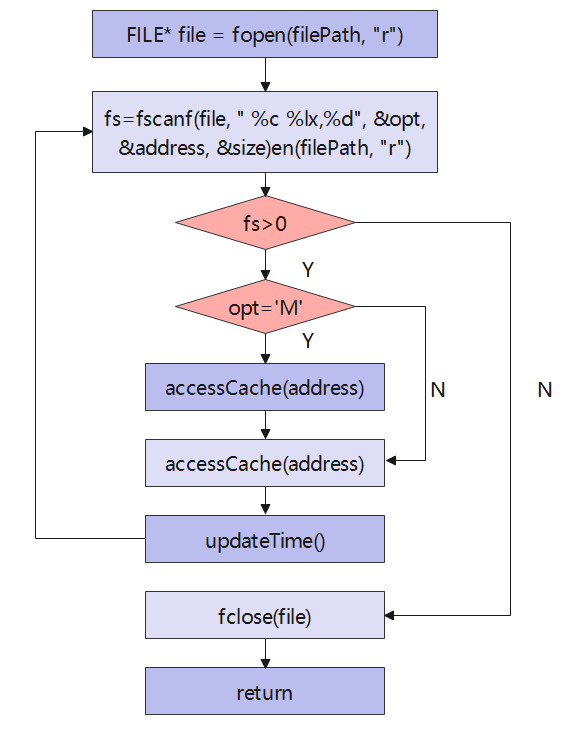 FILE* file = fopen(filePath, "r")
fs=fscanf(file, " %c %lx,%d", &opt,
&address, &size)en(filePath, "r")
fs>0
Y
opt='M'
Y
accessCache(address)
N
N
accessCache(address)
updateTime()
fclose(file)
return